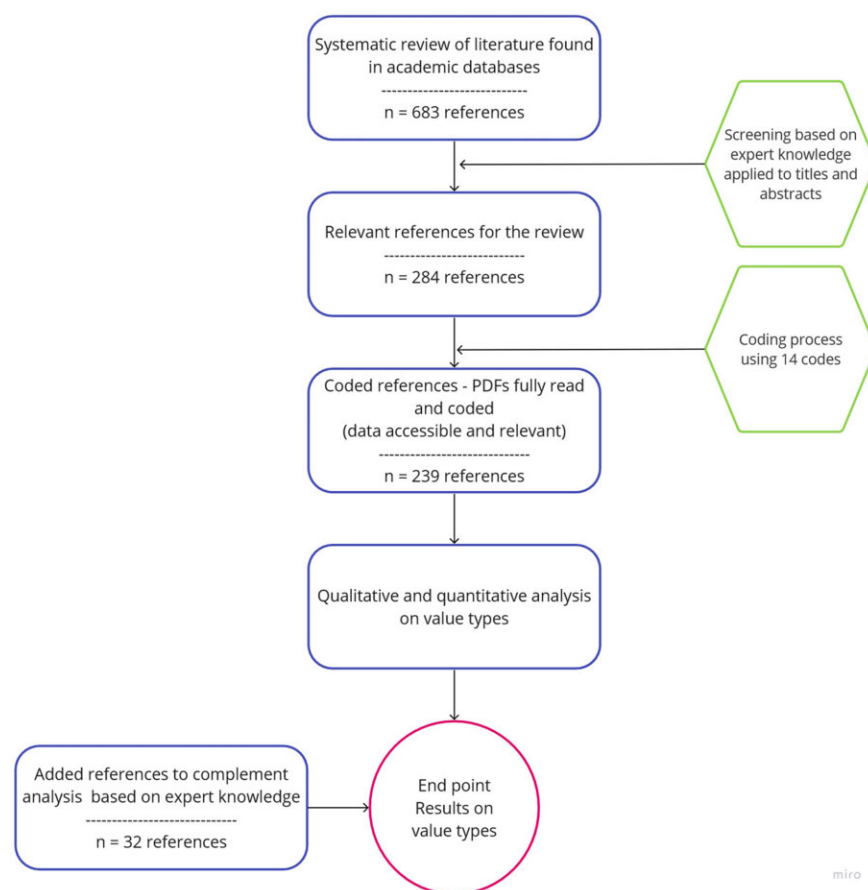 Systematic review of literature found
in academic databases
----------------------------
n = 683 references
Screening based on
expert knowledge
applied to titles and
abstracts
Relevant references for the review
---------------------------
n = 284 references
Coding process
using 14 codes
Coded references - PDFs fully read
and coded
(data accessible and relevant)
-----------------------------
n = 239 references
Qualitative and quantitative analysis
on value types
Added references to complement
analysis based on expert knowledge
-----------------------------
n = 32 references
End point
Results on
value types
miro